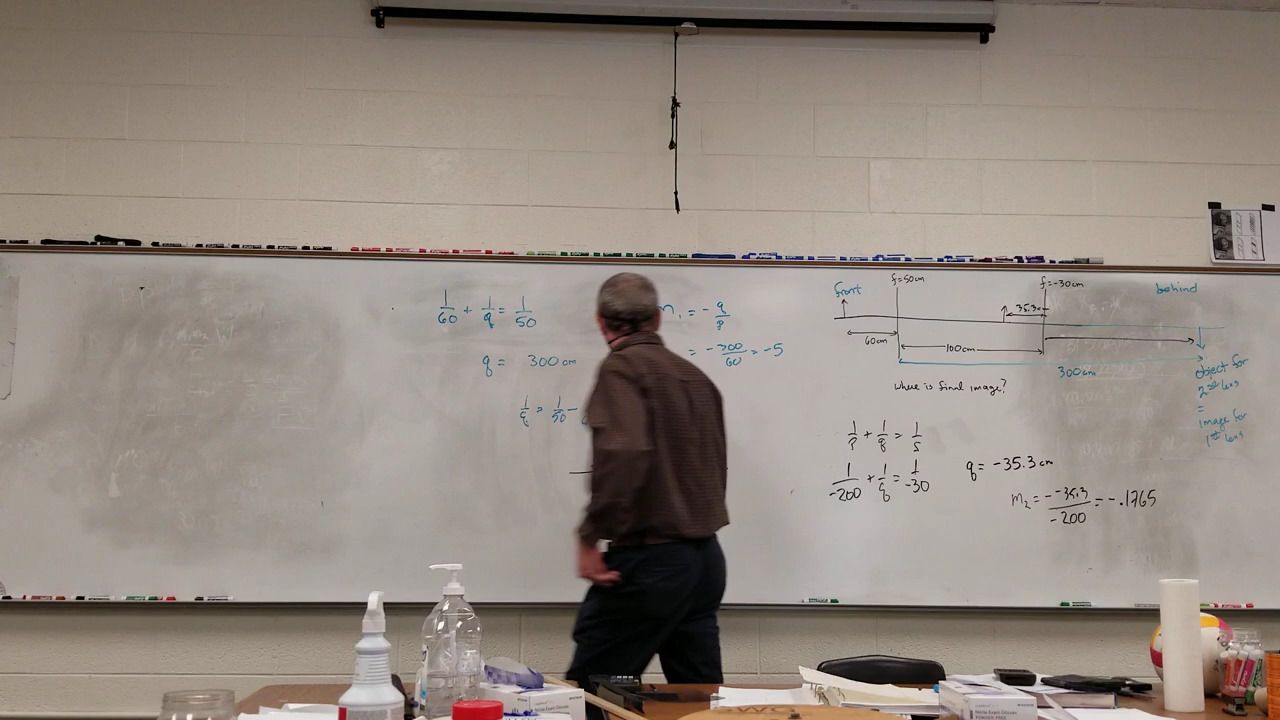 1/60 + 1/q = 1/50
q = 300 cm
1/q = 1/50 -
m₁ = -q/p
= -300/60 = -5
front
f=50cm
f=-30cm
behind
35.3
60cm
100cm
300cm
object for
2nd lens
=
image for
1st lens
where is final image?
1/p + 1/q = 1/f
1/-200 + 1/q = 1/-30
q = -35.3 cm
m₂ = - -35.3/-200 = -.1765